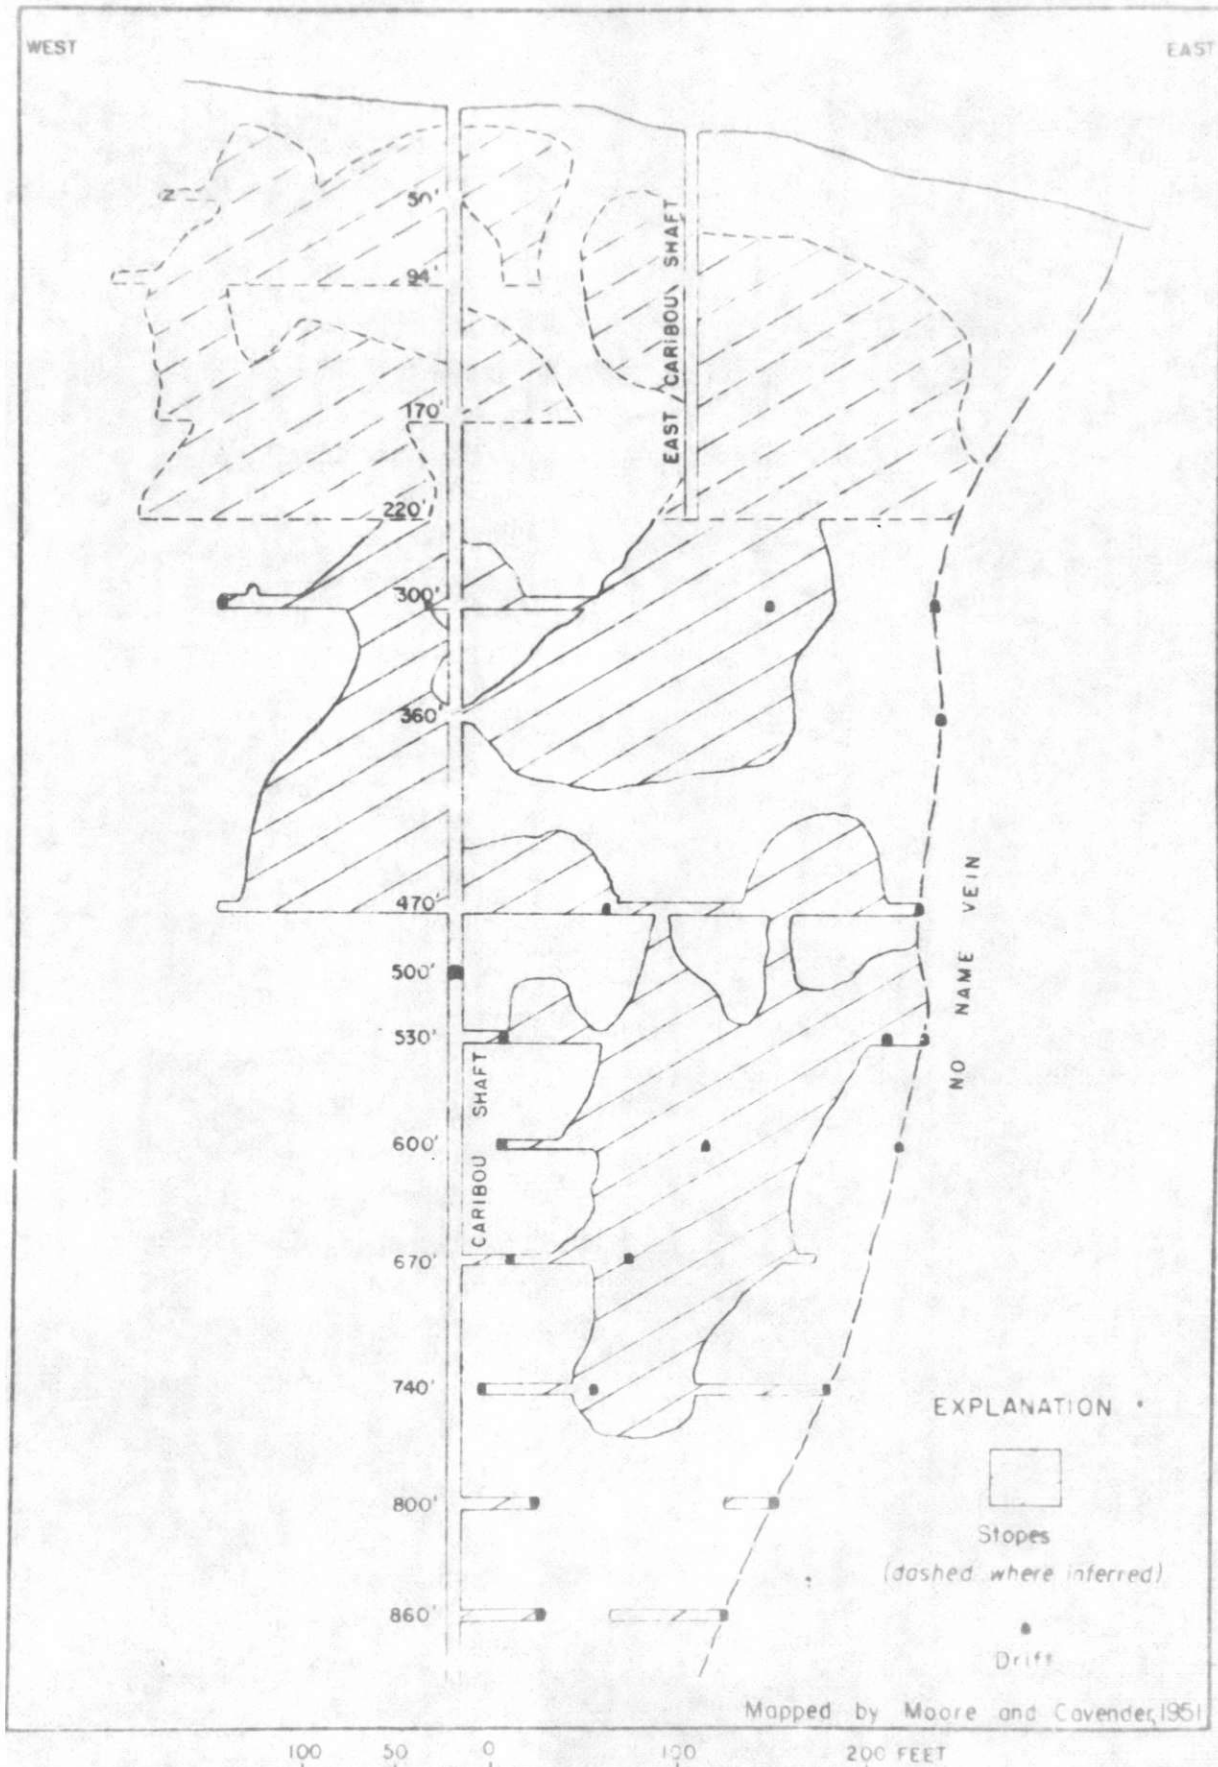 WEST
EAST
50'
94'
170'
220'
300'
360'
470'
500'
530'
600'
670'
740'
800'
860'
EAST CARIBOU SHAFT
CARIBOU SHAFT
NO NAME VEIN
EXPLANATION
Stopes
(dashed where inferred)
Drift
Mapped by Moore and Cavender, 1951
100 50 0 100 200 FEET